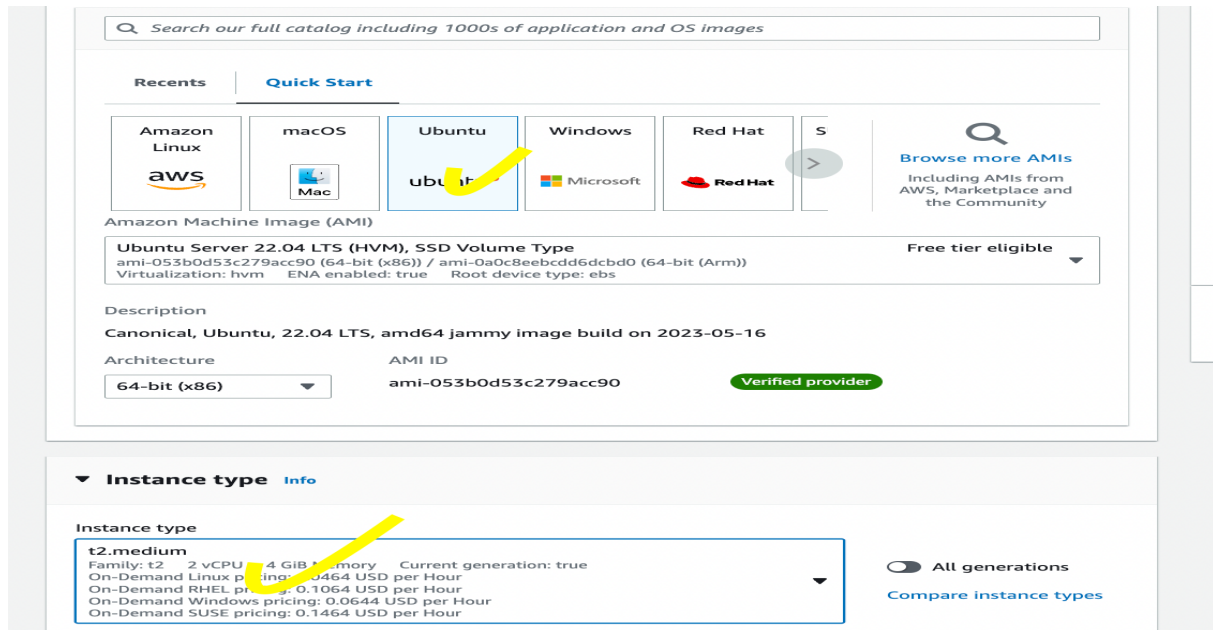 Search our full catalog including 1000s of application and OS images
Recents
Quick Start
Amazon
Linux
aws
macOS
Mac
Ubuntu
Windows
Microsoft
Red Hat
Red Hat
S
>
Browse more AMIs
Including AMIs from
AWS, Marketplace and
the Community
Amazon Machine Image (AMI)
Ubuntu Server 22.04 LTS (HVM), SSD Volume Type
Free tier eligible
ami-053b0d53c279acc90 (64-bit (x86)) / ami-0a0c8eebcdd6dcbd0 (64-bit (Arm))
Virtualization: hvm ENA enabled: true Root device type: ebs
Description
Canonical, Ubuntu, 22.04 LTS, amd64 jammy image build on 2023-05-16
Architecture
AMI ID
64-bit (x86)
ami-053b0d53c279acc90
Verified provider
Instance type Info
Instance type
t2.medium
Family: t2 2 vCPU 4 GiB Memory Current generation: true
On-Demand Linux pricing: 0.0464 USD per Hour
On-Demand RHEL pricing: 0.1064 USD per Hour
On-Demand Windows pricing: 0.0644 USD per Hour
On-Demand SUSE pricing: 0.1464 USD per Hour
All generations
Compare instance types